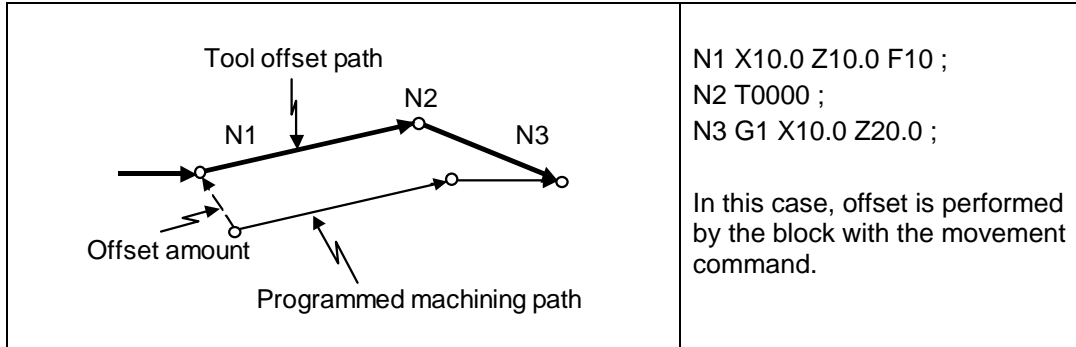 Tool offset path
N1
N2
N3
Offset amount
Programmed machining path
N1 X10.0 Z10.0 F10 ;
N2 T0000 ;
N3 G1 X10.0 Z20.0 ;
In this case, offset is performed
by the block with the movement
command.